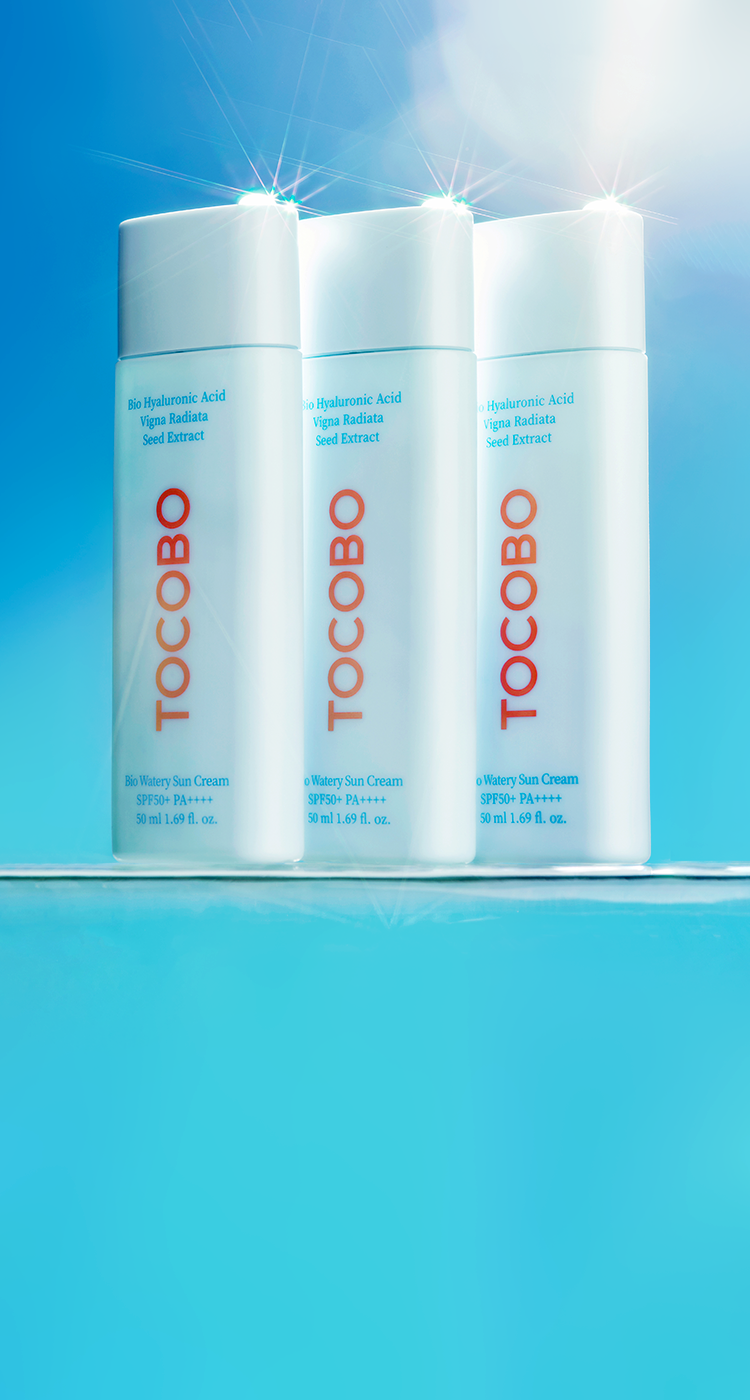 Bio Hyaluronic Acid
Vigna Radiata
Seed Extract
TOCOBO
Bio Watery Sun Cream
SPF50+ PA++++
50 ml 1.69 fl. oz.
Hyaluronic Acid
Vigna Radiata
Seed Extract
TOCOBO
Watery Sun Cream
SPF50+ PA++++
50 ml 1.69 fl. oz.
Hyaluronic Acid
Vigna Radiata
Seed Extract
TOCOBO
Watery Sun Cream
SPF50+ PA++++
50 ml 1.69 fl. oz.